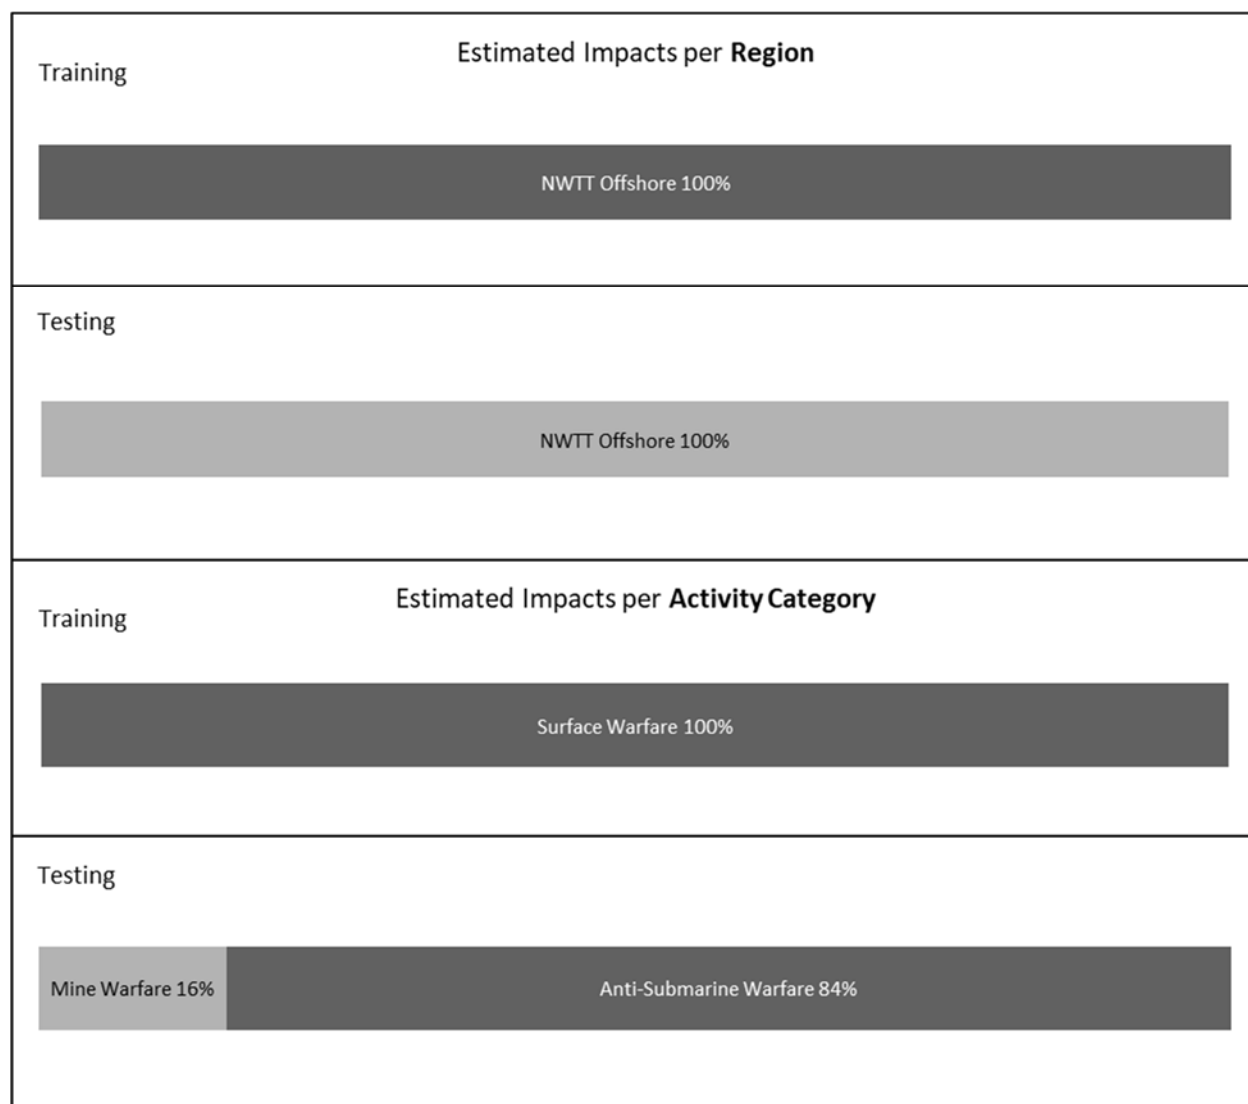 Estimated Impacts per Region
Training
NWTT Offshore 100%
Testing
NWTT Offshore 100%
Estimated Impacts per Activity Category
Training
Surface Warfare 100%
Testing
Mine Warfare 16%
Anti-Submarine Warfare 84%